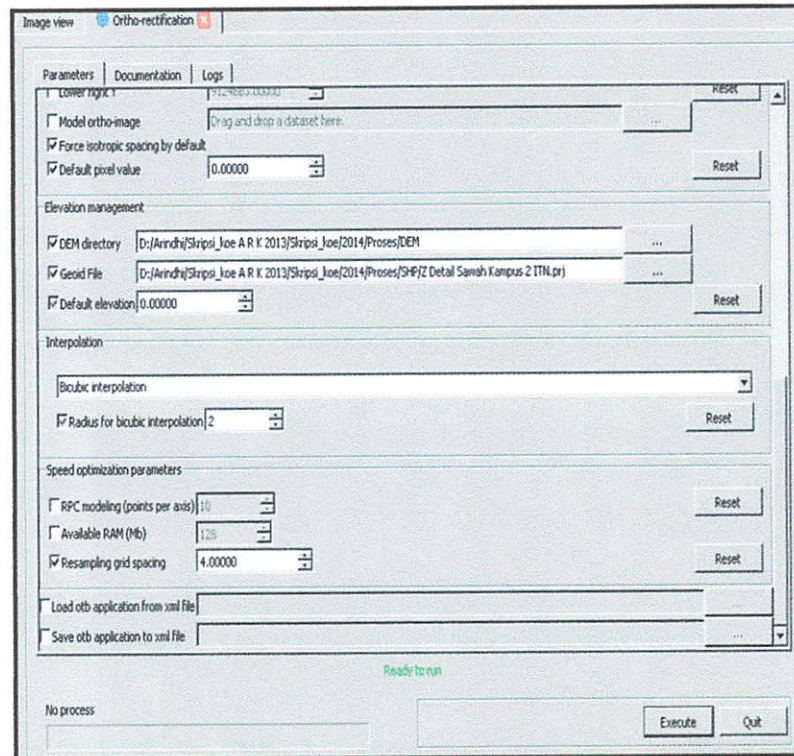 Image view Ortho-rectification
Parameters Documentation Logs
Lower right Y 9124683.00000 Reset
Model ortho-image Drag and drop a dataset here. ...
Force isotropic spacing by default
Default pixel value 0.00000 Reset
Elevation management
DEM directory D:/Arindhi/Skripsi_koe A R K 2013/Skripsi_koe/2014/Proses/DEM ...
Geoid File D:/Arindhi/Skripsi_koe A R K 2013/Skripsi_koe/2014/Proses/SHP/Z Detail Sawah Kampus 2 ITN.prj ...
Default elevation 0.00000 Reset
Interpolation
Bicubic interpolation
Radius for bicubic interpolation 2 Reset
Speed optimization parameters
RPC modeling (points per axis) 10 Reset
Available RAM (Mb) 128
Resampling grid spacing 4.00000 Reset
Load otb application from xml file ...
Save otb application to xml file ...
Ready to run
No process
Execute Quit